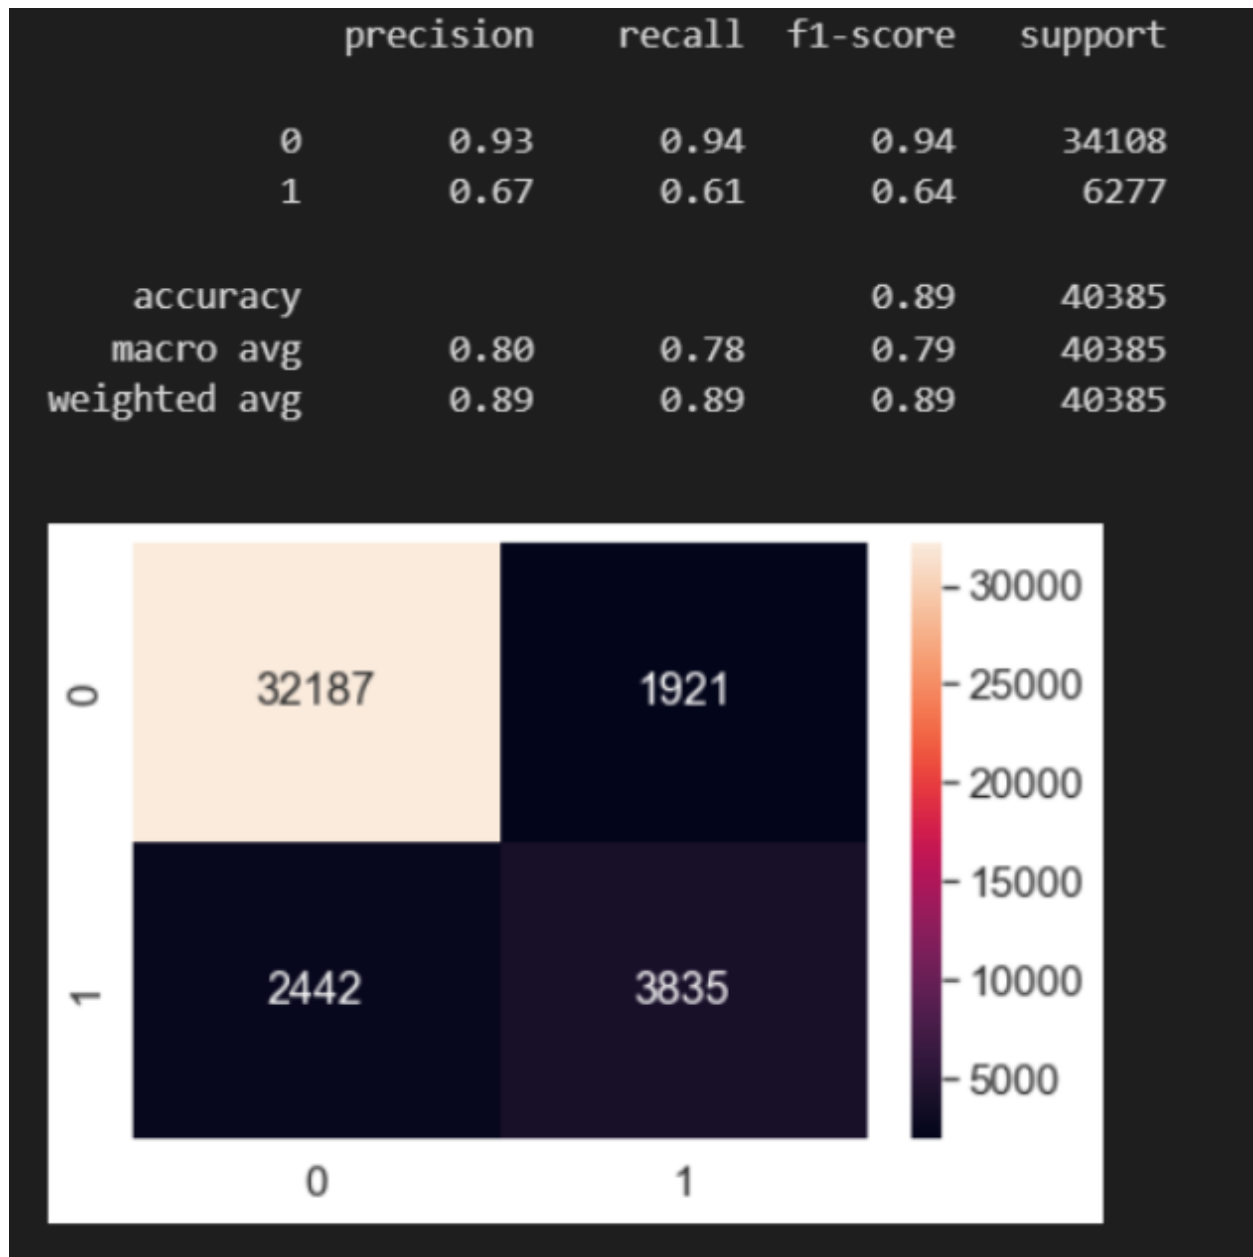 precision recall f1-score support
0 0.93 0.94 0.94 34108
1 0.67 0.61 0.64 6277
accuracy 0.89 40385
macro avg 0.80 0.78 0.79 40385
weighted avg 0.89 0.89 0.89 40385
30000
0 32187 1921 25000
20000
15000
1 2442 3835 10000
5000
0 1